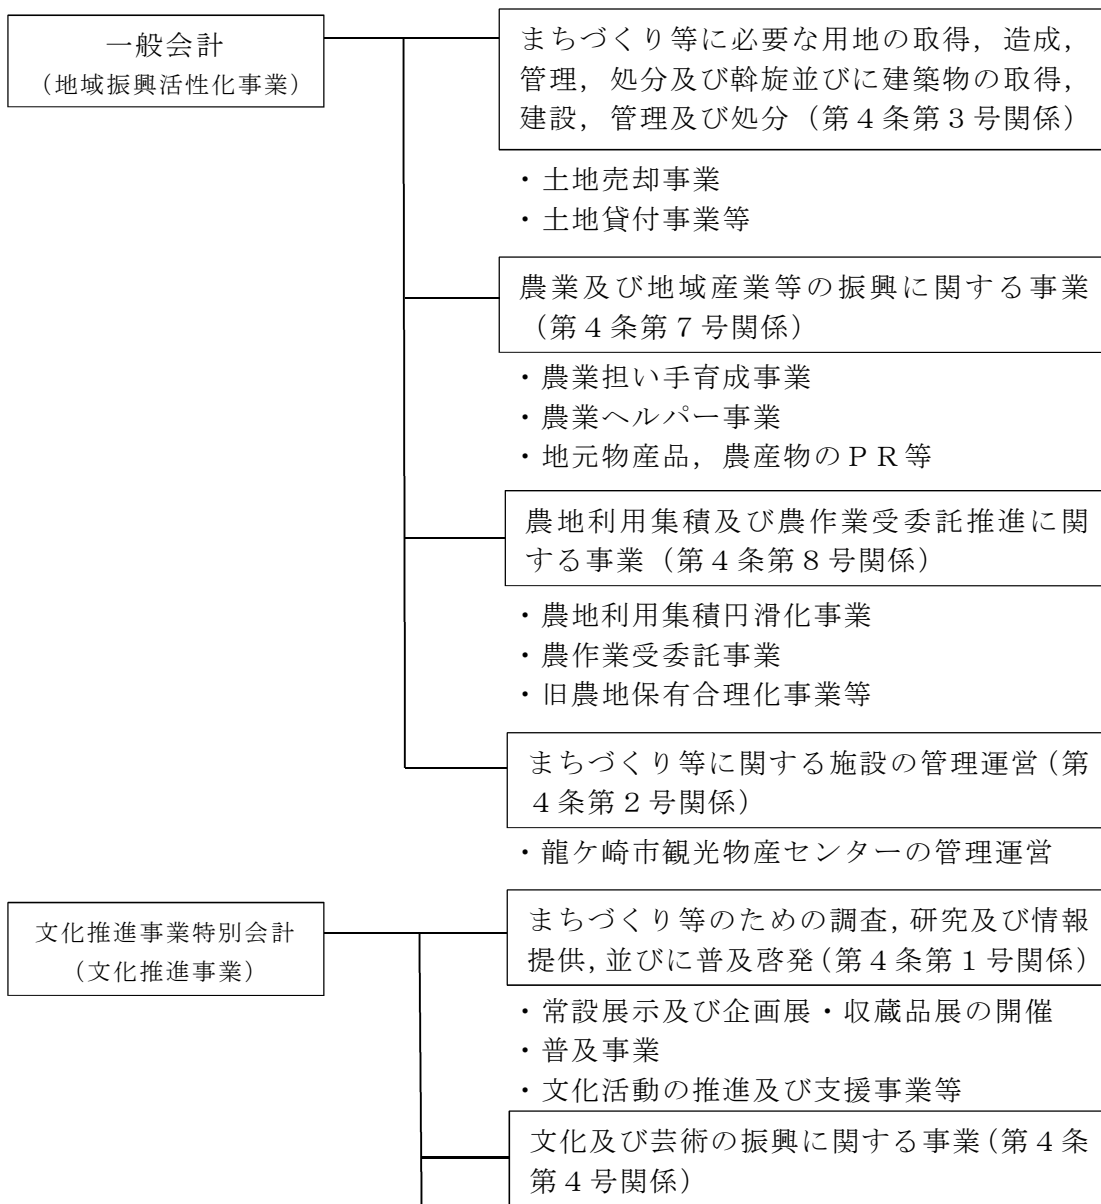 一般会計
（地域振興活性化事業）
まちづくり等に必要な用地の取得，造成，
管理，処分及び斡旋並びに建築物の取得，
建設，管理及び処分（第４条第３号関係）
・土地売却事業
・土地貸付事業等
農業及び地域産業等の振興に関する事業
（第４条第７号関係）
・農業担い手育成事業
・農業ヘルパー事業
・地元物産品，農産物のＰＲ等
農地利用集積及び農作業受委託推進に関
する事業（第４条第８号関係）
・農地利用集積円滑化事業
・農作業受委託事業
・旧農地保有合理化事業等
まちづくり等に関する施設の管理運営（第
４条第２号関係）
・龍ケ崎市観光物産センターの管理運営
文化推進事業特別会計
（文化推進事業）
まちづくり等のための調査，研究及び情報
提供，並びに普及啓発（第４条第１号関係）
・常設展示及び企画展・収蔵品展の開催
・普及事業
・文化活動の推進及び支援事業等
文化及び芸術の振興に関する事業（第４条
第４号関係）